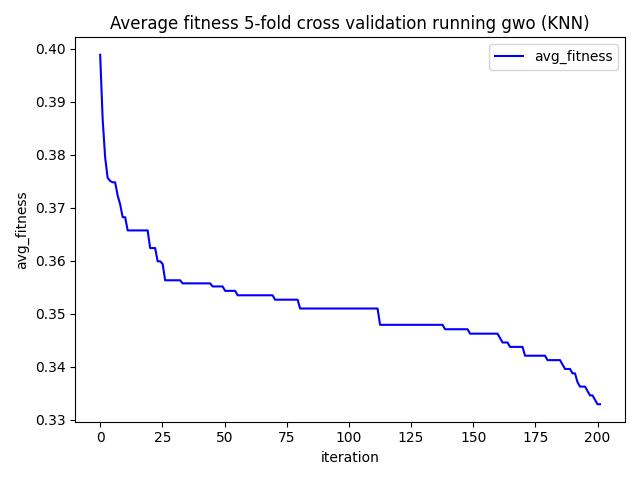 Average fitness 5-fold cross validation running gwo (KNN)
avg_fitness
0.40
0.39
0.38
0.37
0.36
0.35
0.34
0.33
avg_fitness
0 25 50 75 100 125 150 175 200
iteration